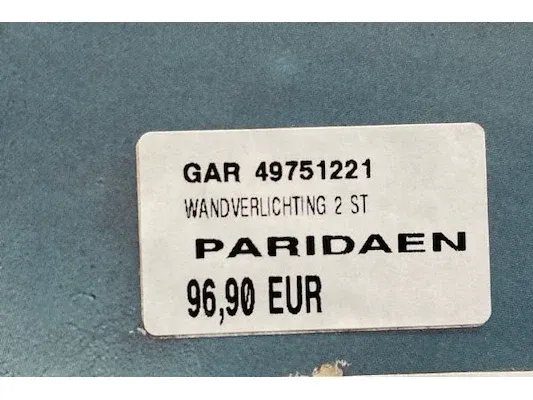 GAR 49751221
WANDVERLICHTING 2 ST
PARIDAEN
96,90 EUR